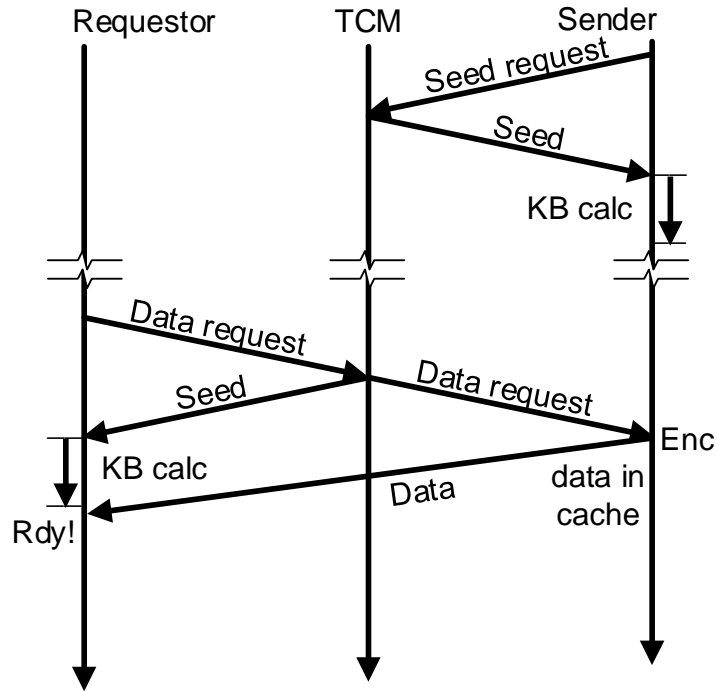 Requestor
TCM
Sender
Seed request
Seed
KB calc
Data request
Data request
Seed
Enc
KB calc
data in
cache
Data
Rdy!